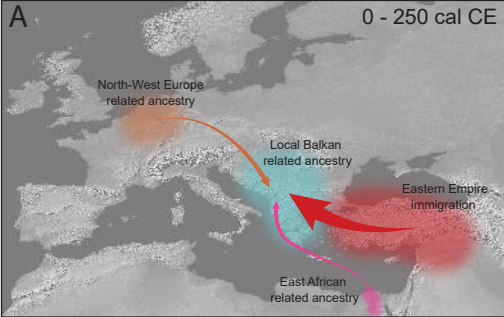 A
0 - 250 cal CE
North-West Europe
related ancestry
Local Balkan
related ancestry
Eastern Empire
immigration
East African
related ancestry